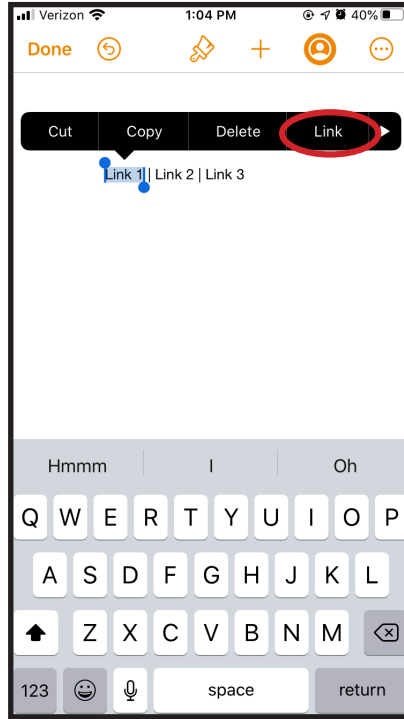 Verizon 1:04 PM 40%
Done
Cut Copy Delete Link
Link 1 | Link 2 | Link 3
Hmmm I Oh
Q W E R T Y U I O P
A S D F G H J K L
Z X C V B N M
123 space return